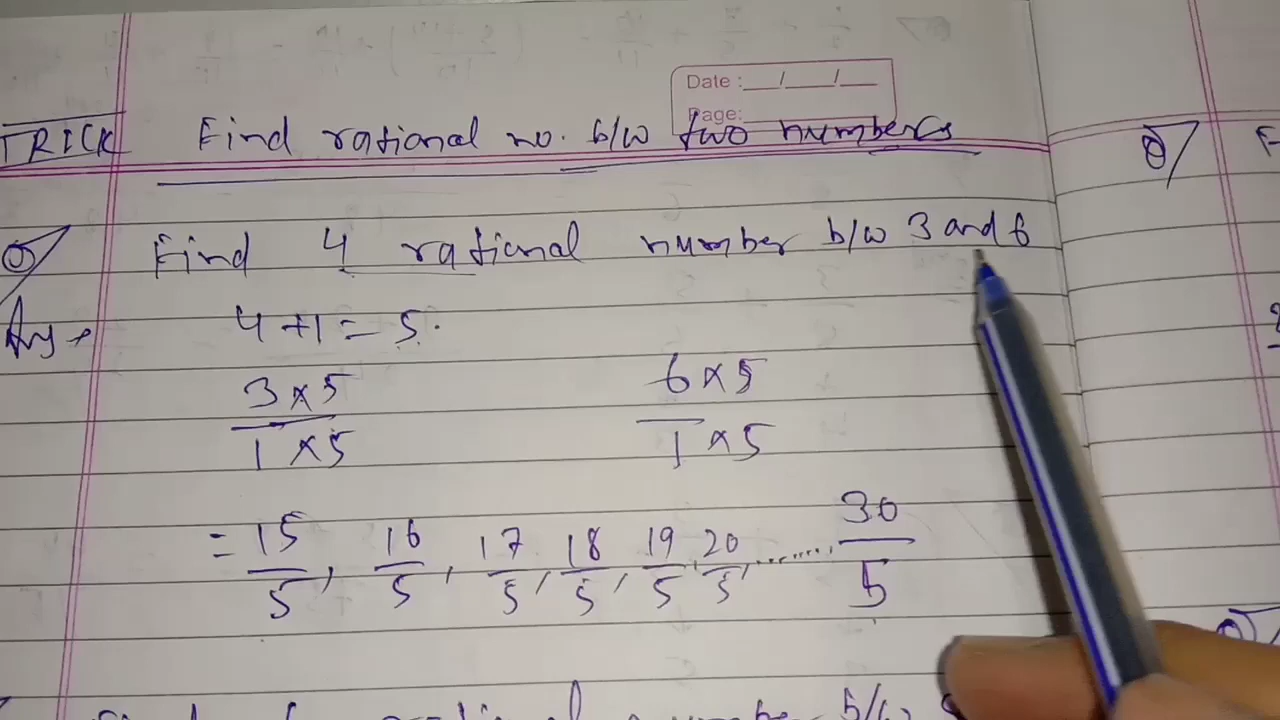 Date : __/__/__
Page:
TRICK Find rational no. b/w two numbers
Q/ Find 4 rational number b/w 3 and 6
4 + 1 = 5.
3 × 5 / 1 × 5 6 × 5 / 1 × 5
= 15/5, 16/5, 17/5, 18/5, 19/5, 20/5, ........ 30/5
rational number b/w